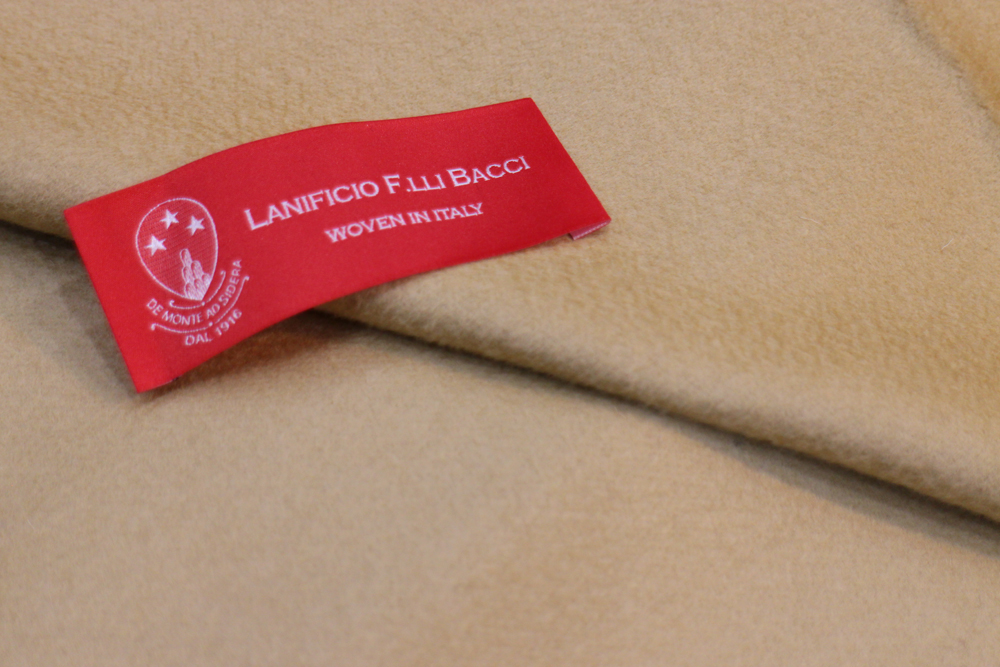 LANIFICIO F.LLI BACCI
WOVEN IN ITALY
DE MONTE AD SIDERA
DAL 1916